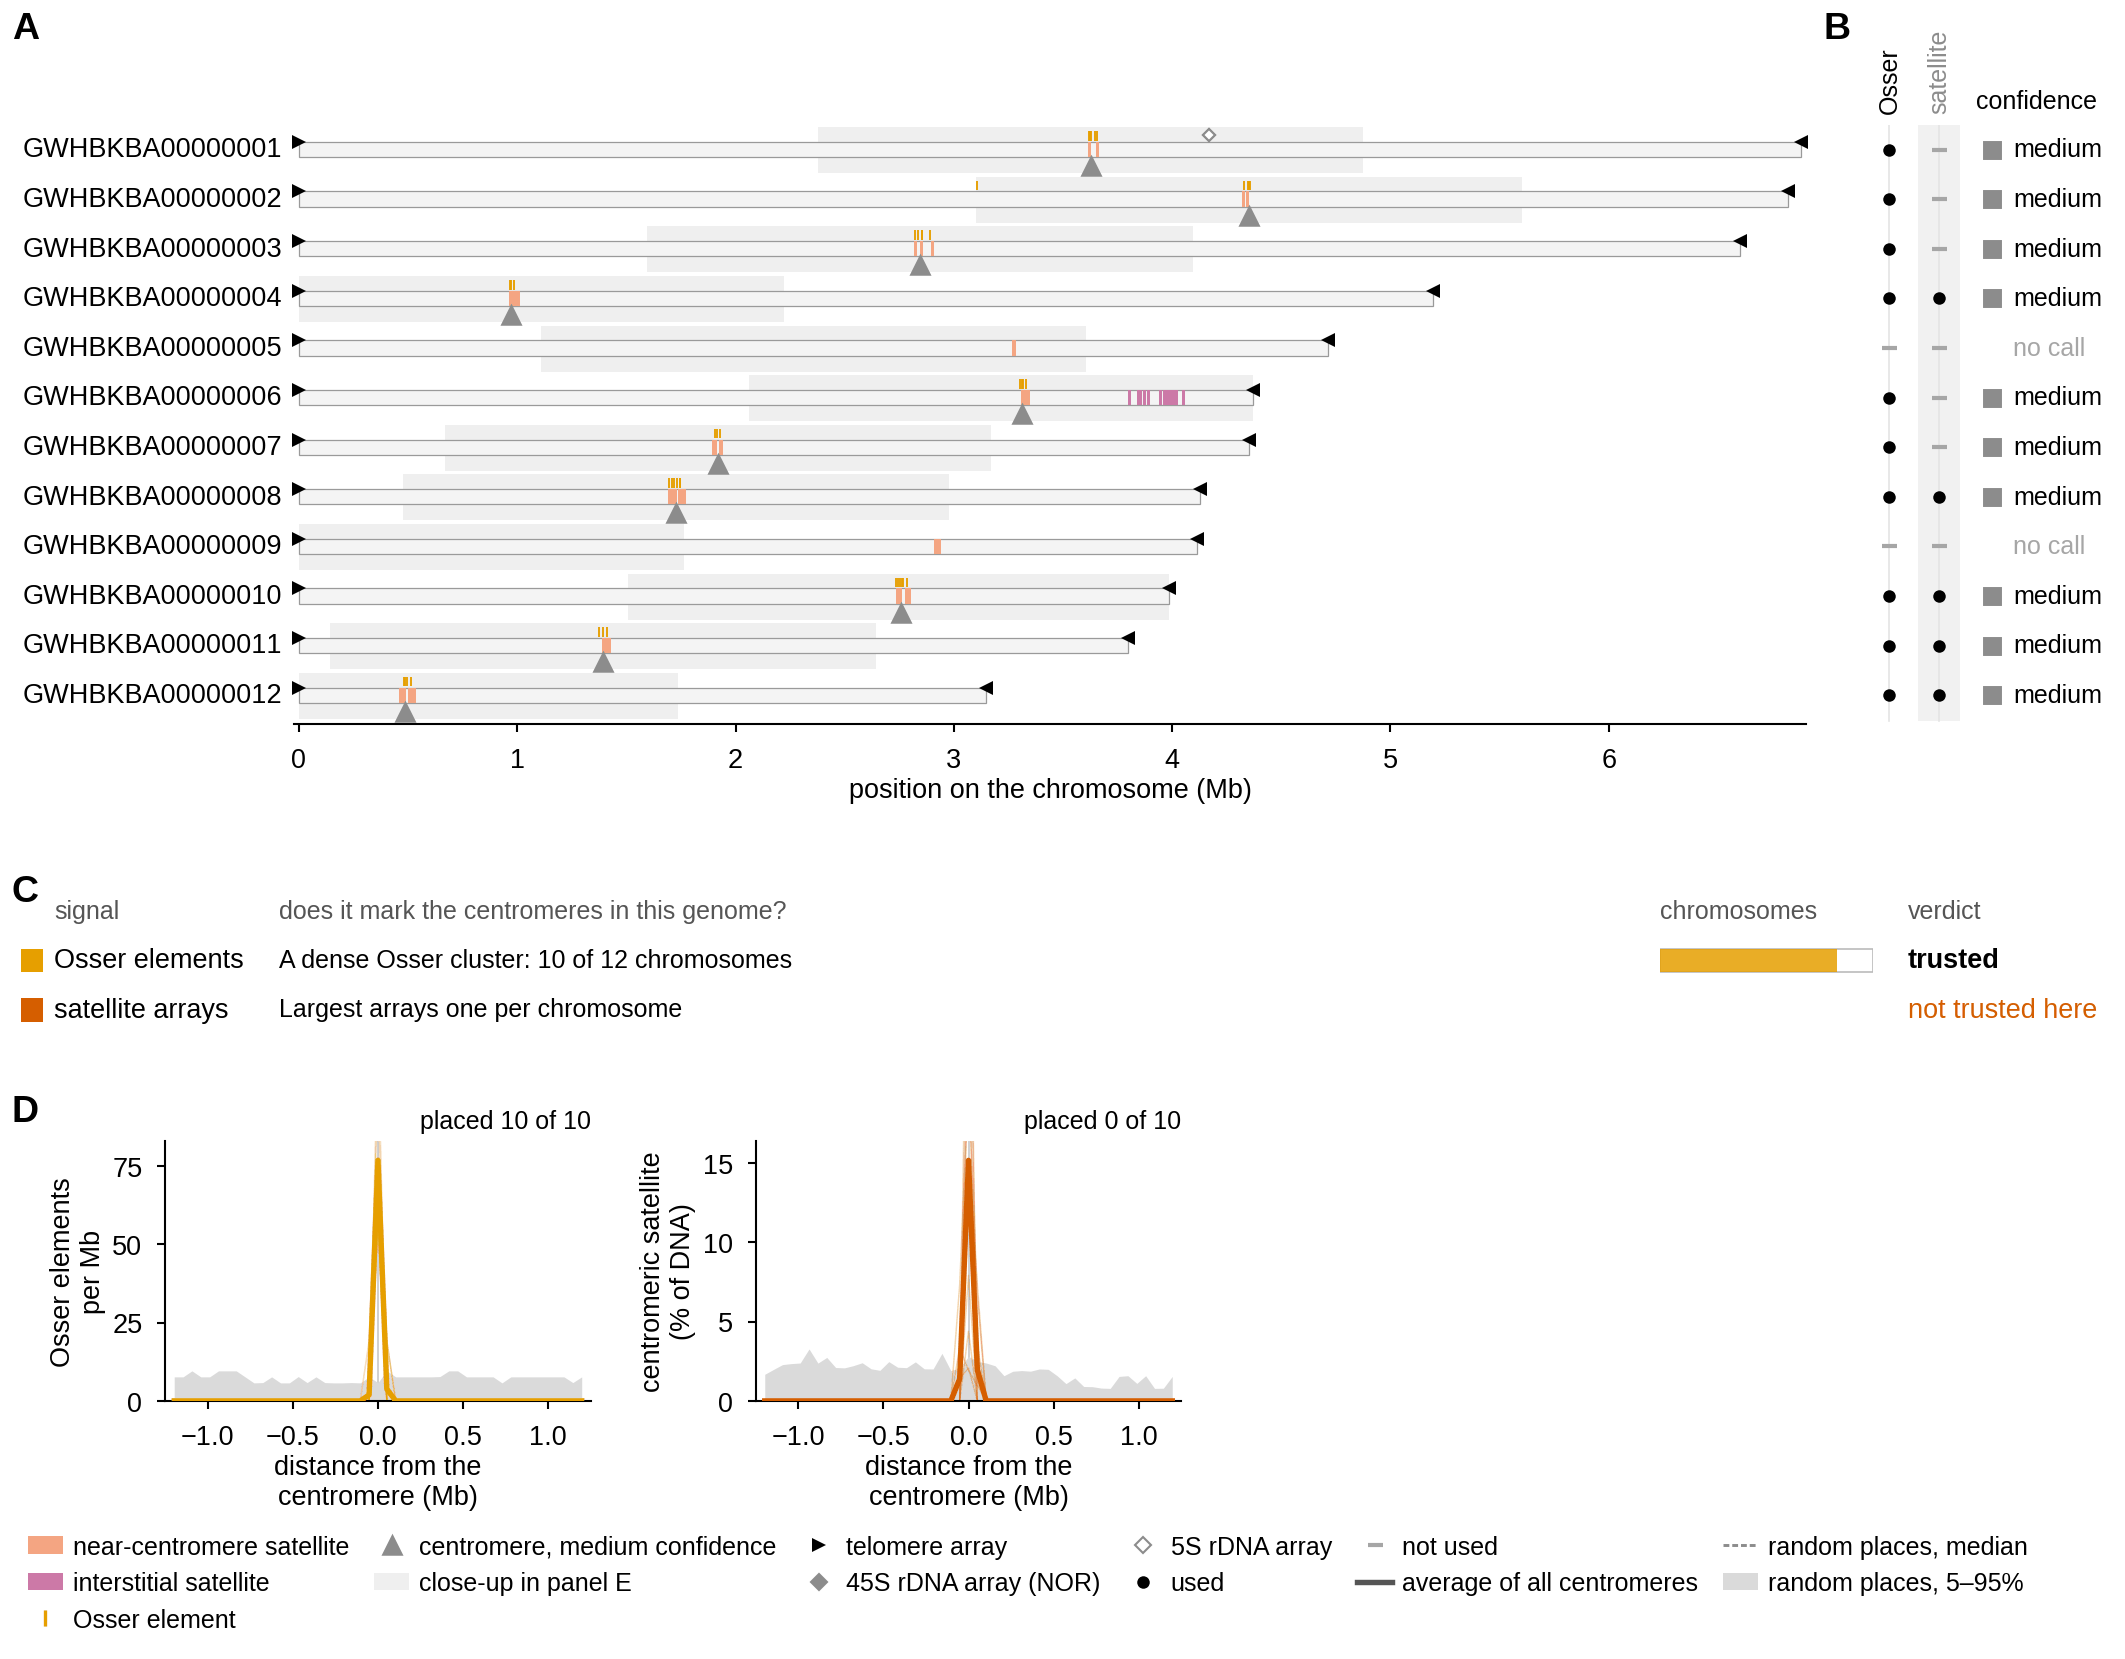 A
B
Osser
satellite
confidence
GWHBKBA00000001
medium
GWHBKBA00000002
medium
GWHBKBA00000003
medium
GWHBKBA00000004
medium
GWHBKBA00000005
no call
GWHBKBA00000006
medium
GWHBKBA00000007
medium
GWHBKBA00000008
medium
GWHBKBA00000009
no call
GWHBKBA00000010
medium
GWHBKBA00000011
medium
GWHBKBA00000012
medium
0 1 2 3 4 5 6
position on the chromosome (Mb)
C
signal does it mark the centromeres in this genome? chromosomes verdict
Osser elements A dense Osser cluster: 10 of 12 chromosomes trusted
satellite arrays Largest arrays one per chromosome not trusted here
D
placed 10 of 10
Osser elements
per Mb
75
50
25
0
−1.0 −0.5 0.0 0.5 1.0
distance from the
centromere (Mb)
placed 0 of 10
centromeric satellite
(% of DNA)
15
10
5
0
−1.0 −0.5 0.0 0.5 1.0
distance from the
centromere (Mb)
near-centromere satellite centromere, medium confidence telomere array 5S rDNA array not used random places, median
interstitial satellite close-up in panel E 45S rDNA array (NOR) used average of all centromeres random places, 5–95%
Osser element